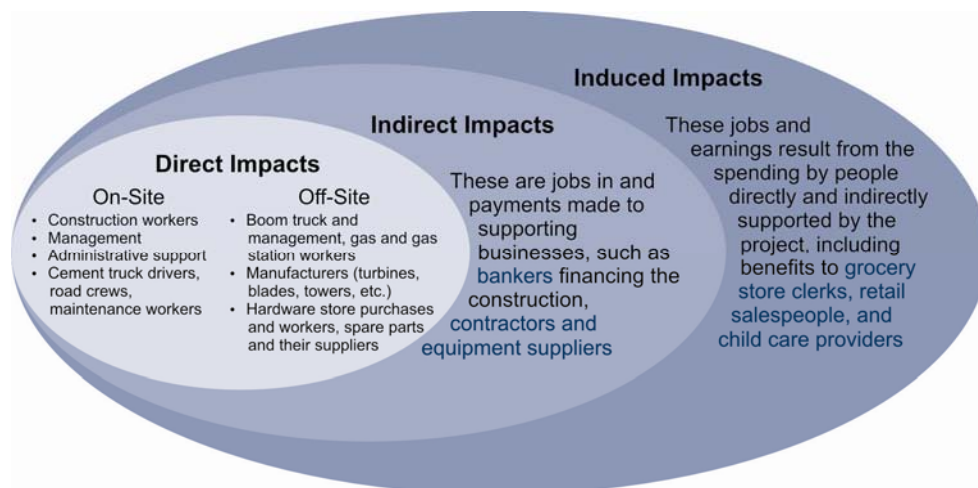 Direct Impacts
On-Site
• Construction workers
• Management
• Administrative support
• Cement truck drivers,
road crews,
maintenance workers
Off-Site
• Boom truck and
management, gas and gas
station workers
• Manufacturers (turbines,
blades, towers, etc.)
• Hardware store purchases
and workers, spare parts
and their suppliers
Indirect Impacts
These are jobs in and
payments made to
supporting
businesses, such as
bankers financing the
construction,
contractors and
equipment suppliers
Induced Impacts
These jobs and
earnings result from the
spending by people
directly and indirectly
supported by the
project, including
benefits to grocery
store clerks, retail
salespeople, and
child care providers